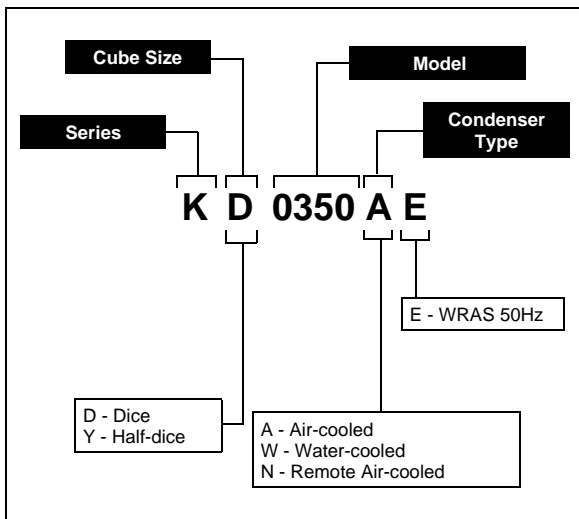 Cube Size
Model
Series
Condenser
Type
K D 0350 A E
E - WRAS 50Hz
D - Dice
Y - Half-dice
A - Air-cooled
W - Water-cooled
N - Remote Air-cooled